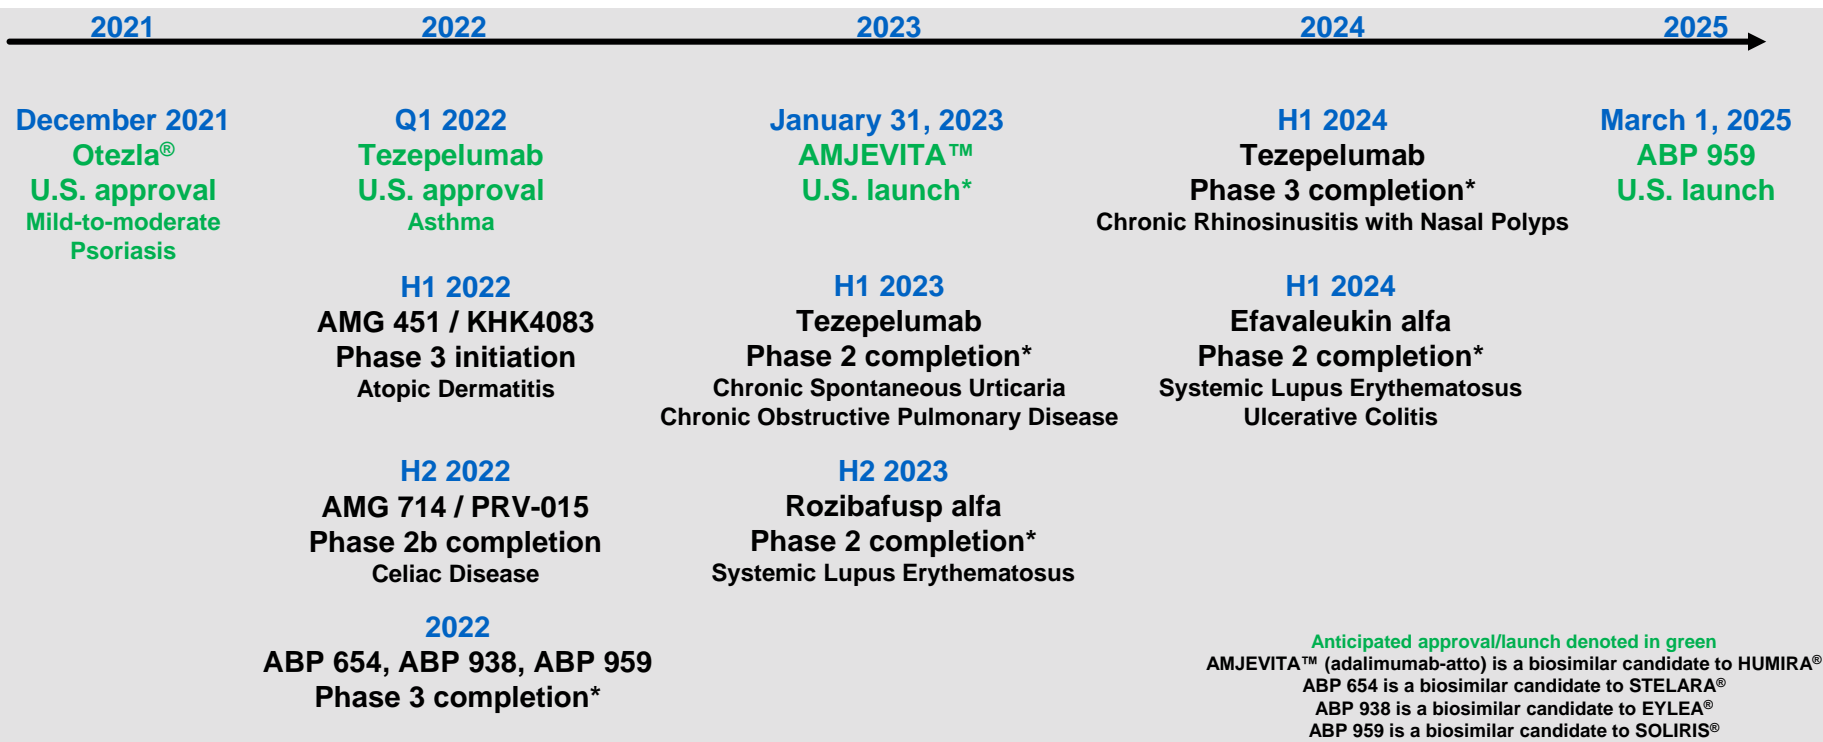 2021
2022
2023
2024
2025
December 2021
Otezla®
U.S. approval
Mild-to-moderate
Psoriasis
Q1 2022
Tezepelumab
U.S. approval
Asthma
H1 2022
AMG 451 / KHK4083
Phase 3 initiation
Atopic Dermatitis
H2 2022
AMG 714 / PRV-015
Phase 2b completion
Celiac Disease
2022
ABP 654, ABP 938, ABP 959
Phase 3 completion*
January 31, 2023
AMJEVITA™
U.S. launch*
H1 2023
Tezepelumab
Phase 2 completion*
Chronic Spontaneous Urticaria
Chronic Obstructive Pulmonary Disease
H2 2023
Rozibafusp alfa
Phase 2 completion*
Systemic Lupus Erythematosus
H1 2024
Tezepelumab
Phase 3 completion*
Chronic Rhinosinusitis with Nasal Polyps
H1 2024
Efavaleukin alfa
Phase 2 completion*
Systemic Lupus Erythematosus
Ulcerative Colitis
March 1, 2025
ABP 959
U.S. launch
Anticipated approval/launch denoted in green
AMJEVITA™ (adalimumab-atto) is a biosimilar candidate to HUMIRA®
ABP 654 is a biosimilar candidate to STELARA®
ABP 938 is a biosimilar candidate to EYLEA®
ABP 959 is a biosimilar candidate to SOLIRIS®